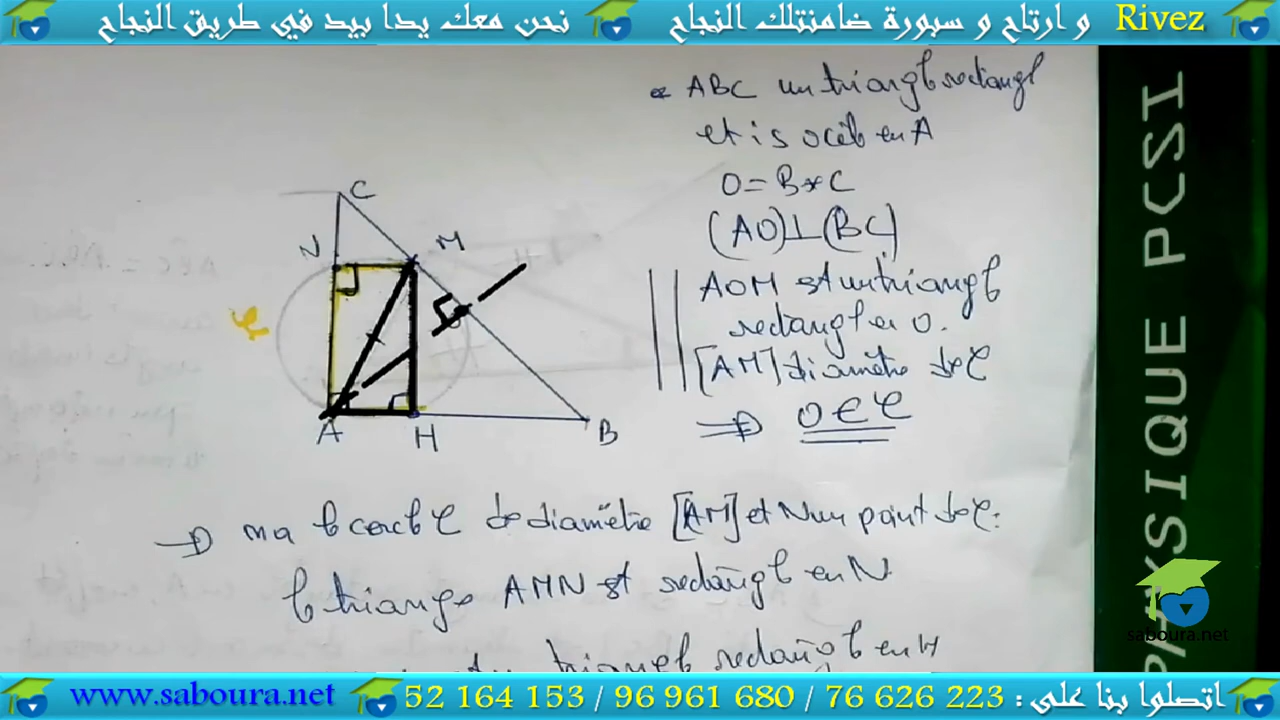 نحن معك يدا بيد في طريق النجاح و ارتاح و سبورة ضامنتلك النجاح Rivez
ABC un triangle rectangle
et isocèle en A
O = B * C
(AO)⊥(BC)
AOM est un triangle
rectangle en O.
[AM] diamètre de C
⇒ O ∈ C
C
N
M
C
A
H
B
⇒ on a le cercle C de diamètre [AM] et N un point de C.
le triangle AMN est rectangle en N.
triangle rectangle en H
PHYSIQUE PCSI
saboura.net
www.saboura.net
52 164 153 / 96 961 680 / 76 626 223 : اتصلوا بنا على